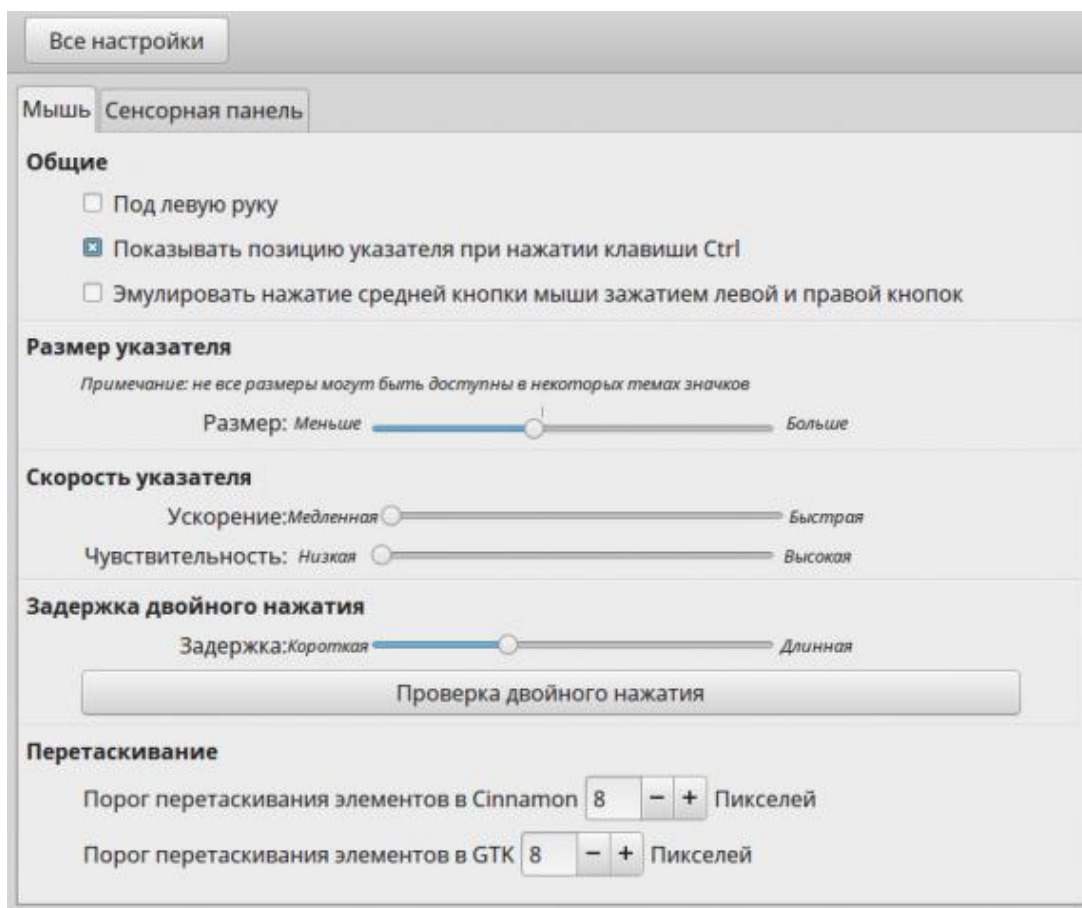 Все настройки
Мышь Сенсорная панель
Общие
Под левую руку
Показывать позицию указателя при нажатии клавиши Ctrl
Эмулировать нажатие средней кнопки мыши зажатием левой и правой кнопок
Размер указателя
Примечание: не все размеры могут быть доступны в некоторых темах значков
Размер: Меньше Больше
Скорость указателя
Ускорение: Медленная Быстрая
Чувствительность: Низкая Высокая
Задержка двойного нажатия
Задержка: Короткая Длинная
Проверка двойного нажатия
Перетаскивание
Порог перетаскивания элементов в Cinnamon 8 − + Пикселей
Порог перетаскивания элементов в GTK 8 − + Пикселей